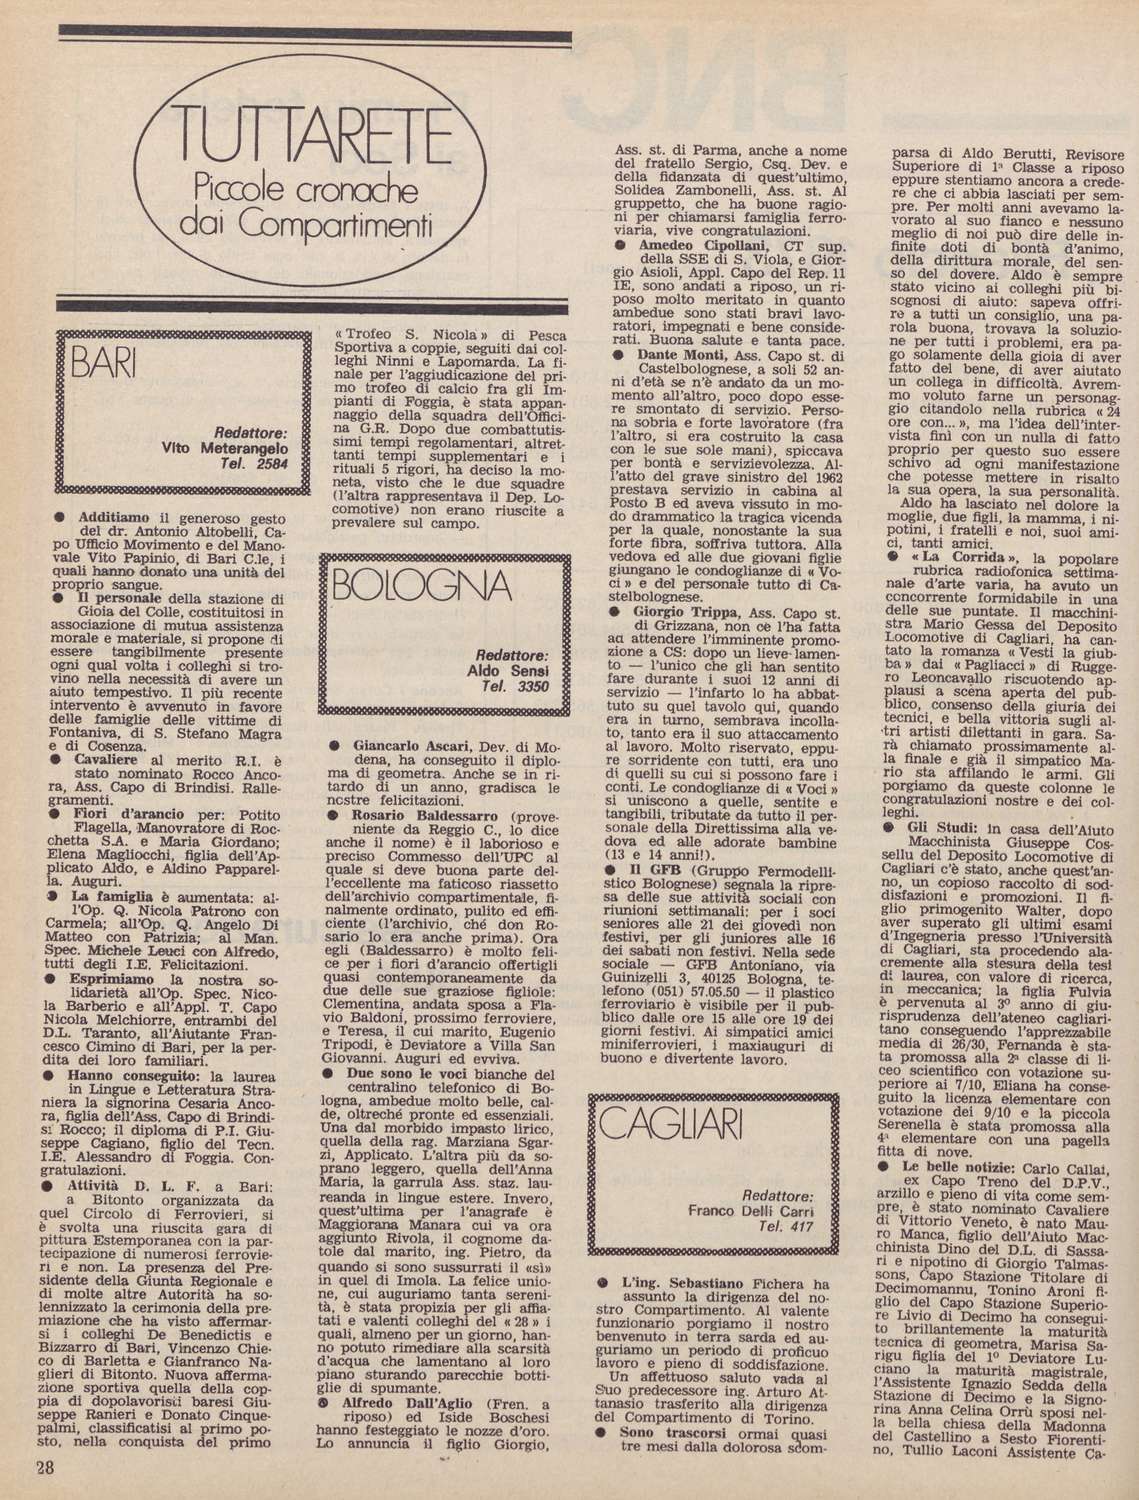 TUTTARETE
Piccole cronache
dai Compartimenti
BARI
Redattore:
Vito Meterangelo
Tel. 2584
● Additiamo il generoso gesto
del dr. Antonio Altobelli, Ca-
po Ufficio Movimento e del Mano-
vale Vito Papinio, di Bari C.le, i
quali hanno donato una unità del
proprio sangue.
● Il personale della stazione di
Gioia del Colle, costituitosi in
associazione di mutua assistenza
morale e materiale, si propone di
essere tangibilmente presente
ogni qual volta i colleghi si tro-
vino nella necessità di avere un
aiuto tempestivo. Il più recente
intervento è avvenuto in favore
delle famiglie delle vittime di
Fontaniva, di S. Stefano Magra
e di Cosenza.
● Cavaliere al merito R.I. è
stato nominato Rocco Anco-
ra, Ass. Capo di Brindisi. Ralle-
gramenti.
● Fiori d'arancio per: Potito
Flagella, Manovratore di Roc-
chetta S.A. e Maria Giordano;
Elena Magliocchi, figlia dell'Ap-
plicato Aldo, e Aldino Papparel-
la. Auguri.
● La famiglia è aumentata: al-
l'Op. Q. Nicola Patrono con
Carmela; all'Op. Q. Angelo Di
Matteo con Patrizia; al Man.
Spec. Michele Leuci con Alfredo,
tutti degli I.E. Felicitazioni.
● Esprimiamo la nostra so-
lidarietà all'Op. Spec. Nico-
la Barberio e all'Appl. T. Capo
Nicola Melchiorre, entrambi del
D.L. Taranto, all'Aiutante Fran-
cesco Cimino di Bari, per la per-
dita dei loro familiari.
● Hanno conseguito: la laurea
in Lingue e Letteratura Stra-
niera la signorina Cesaria Anco-
ra, figlia dell'Ass. Capo di Brindi-
si Rocco; il diploma di P.I. Giu-
seppe Cagiano, figlio del Tecn.
I.E. Alessandro di Foggia. Con-
gratulazioni.
● Attività D. L. F. a Bari:
a Bitonto organizzata da
quel Circolo di Ferrovieri, si
è svolta una riuscita gara di
pittura Estemporanea con la par-
tecipazione di numerosi ferrovie-
ri e non. La presenza del Pre-
sidente della Giunta Regionale e
di molte altre Autorità ha so-
lennizzato la cerimonia della pre-
miazione che ha visto affermar-
si i colleghi De Benedictis e
Bizzarro di Bari, Vincenzo Chie-
co di Barletta e Gianfranco Na-
glieri di Bitonto. Nuova afferma-
zione sportiva quella della cop-
pia di dopolavoristi baresi Giu-
seppe Ranieri e Donato Cinque-
palmi, classificatisi al primo po-
sto, nella conquista del primo
« Trofeo S. Nicola » di Pesca
Sportiva a coppie, seguiti dai col-
leghi Ninni e Lapomarda. La fi-
nale per l'aggiudicazione del pri-
mo trofeo di calcio fra gli Im-
pianti di Foggia, è stata appan-
naggio della squadra dell'Offici-
na G.R. Dopo due combattutis-
simi tempi regolamentari, altret-
tanti tempi supplementari e i
rituali 5 rigori, ha deciso la mo-
neta, visto che le due squadre
(l'altra rappresentava il Dep. Lo-
comotive) non erano riuscite a
prevalere sul campo.
BOLOGNA
Redattore:
Aldo Sensi
Tel. 3350
● Giancarlo Ascari, Dev. di Mo-
dena, ha conseguito il diplo-
ma di geometra. Anche se in ri-
tardo di un anno, gradisca le
nostre felicitazioni.
● Rosario Baldessarro (prove-
niente da Reggio C., lo dice
anche il nome) è il laborioso e
preciso Commesso dell'UPC al
quale si deve buona parte del-
l'eccellente ma faticoso riassetto
dell'archivio compartimentale, fi-
nalmente ordinato, pulito ed effi-
ciente (l'archivio, ché don Ro-
sario lo era anche prima). Ora
egli (Baldessarro) è molto feli-
ce per i fiori d'arancio offertigli
quasi contemporaneamente da
due delle sue graziose figliole:
Clementina, andata sposa a Fla-
vio Baldoni, prossimo ferroviere,
e Teresa, il cui marito, Eugenio
Tripodi, è Deviatore a Villa San
Giovanni. Auguri ed evviva.
● Due sono le voci bianche del
centralino telefonico di Bo-
logna, ambedue molto belle, cal-
de, oltreché pronte ed essenziali.
Una dal morbido impasto lirico,
quella della rag. Marziana Sgar-
zi, Applicato. L'altra più da so-
prano leggero, quella dell'Anna
Maria, la garrula Ass. staz. lau-
reanda in lingue estere. Invero,
quest'ultima per l'anagrafe è
Maggiorana Manara cui va ora
aggiunto Rivola, il cognome da-
tole dal marito, ing. Pietro, da
quando si sono sussurrati il «sì»
in quel di Imola. La felice unio-
ne, cui auguriamo tanta sereni-
tà, è stata propizia per gli affia-
tati e valenti colleghi del « 28 » i
quali, almeno per un giorno, han-
no potuto rimediare alla scarsità
d'acqua che lamentano al loro
piano sturando parecchie botti-
glie di spumante.
● Alfredo Dall'Aglio (Fren. a
riposo) ed Iside Boschesi
hanno festeggiato le nozze d'oro.
Lo annuncia il figlio Giorgio,
Ass. st. di Parma, anche a nome
del fratello Sergio, Csq. Dev. e
della fidanzata di quest'ultimo,
Solidea Zambonelli, Ass. st. Al
gruppetto, che ha buone ragio-
ni per chiamarsi famiglia ferro-
viaria, vive congratulazioni.
● Amedeo Cipollani, CT sup.
della SSE di S. Viola, e Gior-
gio Asioli, Appl. Capo del Rep. 11
IE, sono andati a riposo, un ri-
poso molto meritato in quanto
ambedue sono stati bravi lavo-
ratori, impegnati e bene conside-
rati. Buona salute e tanta pace.
● Dante Monti, Ass. Capo st. di
Castelbolognese, a soli 52 an-
ni d'età se n'è andato da un mo-
mento all'altro, poco dopo esse-
re smontato di servizio. Perso-
na sobria e forte lavoratore (fra
l'altro, si era costruito la casa
con le sue sole mani), spiccava
per bontà e servizievolezza. Al-
l'atto del grave sinistro del 1962
prestava servizio in cabina al
Posto B ed aveva vissuto in mo-
do drammatico la tragica vicenda
per la quale, nonostante la sua
forte fibra, soffriva tuttora. Alla
vedova ed alle due giovani figlie
giungano le condoglianze di « Vo-
ci » e del personale tutto di Ca-
stelbolognese.
● Giorgio Trippa, Ass. Capo st.
di Grizzana, non ce l'ha fatta
ad attendere l'imminente promo-
zione a CS: dopo un lieve lamen-
to — l'unico che gli han sentito
fare durante i suoi 12 anni di
servizio — l'infarto lo ha abbat-
tuto su quel tavolo qui, quando
era in turno, sembrava incolla-
to, tanto era il suo attaccamento
al lavoro. Molto riservato, eppu-
re sorridente con tutti, era uno
di quelli su cui si possono fare i
conti. Le condoglianze di « Voci »
si uniscono a quelle, sentite e
tangibili, tributate da tutto il per-
sonale della Direttissima alla ve-
dova ed alle adorate bambine
(13 e 14 anni!).
● Il GFB (Gruppo Fermodelli-
stico Bolognese) segnala la ripre-
sa delle sue attività sociali con
riunioni settimanali: per i soci
seniores alle 21 dei giovedì non
festivi, per gli juniores alle 16
dei sabati non festivi. Nella sede
sociale — GFB Antoniano, via
Guinizelli 3, 40125 Bologna, te-
lefono (051) 57.05.50 — il plastico
ferroviario è visibile per il pub-
blico dalle ore 15 alle ore 19 dei
giorni festivi. Ai simpatici amici
miniferrovieri, i maxiauguri di
buono e divertente lavoro.
CAGLIARI
Redattore:
Franco Delli Carri
Tel. 417
● L'ing. Sebastiano Fichera ha
assunto la dirigenza del no-
stro Compartimento. Al valente
funzionario porgiamo il nostro
benvenuto in terra sarda ed au-
guriamo un periodo di proficuo
lavoro e pieno di soddisfazione.
Un affettuoso saluto vada al
Suo predecessore ing. Arturo At-
tanasio trasferito alla dirigenza
del Compartimento di Torino.
● Sono trascorsi ormai quasi
tre mesi dalla dolorosa scom-
parsa di Aldo Berutti, Revisore
Superiore di 1ª Classe a riposo
eppure stentiamo ancora a crede-
re che ci abbia lasciati per sem-
pre. Per molti anni avevamo la-
vorato al suo fianco e nessuno
meglio di noi può dire delle in-
finite doti di bontà d'animo,
della dirittura morale, del sen-
so del dovere. Aldo è sempre
stato vicino ai colleghi più bi-
sognosi di aiuto: sapeva offri-
re a tutti un consiglio, una pa-
rola buona, trovava la soluzio-
ne per tutti i problemi, era pa-
go solamente della gioia di aver
fatto del bene, di aver aiutato
un collega in difficoltà. Avrem-
mo voluto farne un personag-
gio citandolo nella rubrica « 24
ore con... », ma l'idea dell'inter-
vista finì con un nulla di fatto
proprio per questo suo essere
schivo ad ogni manifestazione
che potesse mettere in risalto
la sua opera, la sua personalità.
Aldo ha lasciato nel dolore la
moglie, due figli, la mamma, i ni-
potini, i fratelli e noi, suoi ami-
ci, tanti amici.
● « La Corrida », la popolare
rubrica radiofonica settima-
nale d'arte varia, ha avuto un
concorrente formidabile in una
delle sue puntate. Il macchini-
stra Mario Gessa del Deposito
Locomotive di Cagliari, ha can-
tato la romanza « Vesti la giub-
ba » dai « Pagliacci » di Rugge-
ro Leoncavallo riscuotendo ap-
plausi a scena aperta del pub-
blico, consenso della giuria dei
tecnici, e bella vittoria sugli al-
tri artisti dilettanti in gara. Sa-
rà chiamato prossimamente al-
la finale e già il simpatico Ma-
rio sta affilando le armi. Gli
porgiamo da queste colonne le
congratulazioni nostre e dei col-
leghi.
● Gli Studi: in casa dell'Aiuto
Macchinista Giuseppe Cos-
sellu del Deposito Locomotive di
Cagliari c'è stato, anche quest'an-
no, un copioso raccolto di sod-
disfazioni e promozioni. Il fi-
glio primogenito Walter, dopo
aver superato gli ultimi esami
d'Ingegneria presso l'Università
di Cagliari, sta procedendo ala-
cremente alla stesura della tesi
di laurea, con valore di ricerca,
in meccanica; la figlia Fulvia
è pervenuta al 3º anno di giu-
risprudenza dell'ateneo cagliari-
tano conseguendo l'apprezzabile
media di 26/30, Fernanda è sta-
ta promossa alla 2ª classe di li-
ceo scientifico con votazione su-
periore ai 7/10, Eliana ha conse-
guito la licenza elementare con
votazione dei 9/10 e la piccola
Serenella è stata promossa alla
4ª elementare con una pagella
fitta di nove.
● Le belle notizie: Carlo Callai,
ex Capo Treno del D.P.V.,
arzillo e pieno di vita come sem-
pre, è stato nominato Cavaliere
di Vittorio Veneto, è nato Mau-
ro Manca, figlio dell'Aiuto Mac-
chinista Dino del D.L. di Sassa-
ri e nipotino di Giorgio Talmas-
sons, Capo Stazione Titolare di
Decimomannu, Tonino Aroni fi-
glio del Capo Stazione Superio-
re Livio di Decimo ha consegui-
to brillantemente la maturità
tecnica di geometra, Marisa Sa-
rigu figlia del 1º Deviatore Lu-
ciano la maturità magistrale,
l'Assistente Ignazio Sedda della
Stazione di Decimo e la Signo-
rina Anna Celina Orrù sposi nel-
la bella chiesa della Madonna
del Castellino a Sesto Fiorenti-
no, Tullio Laconi Assistente Ca-
28